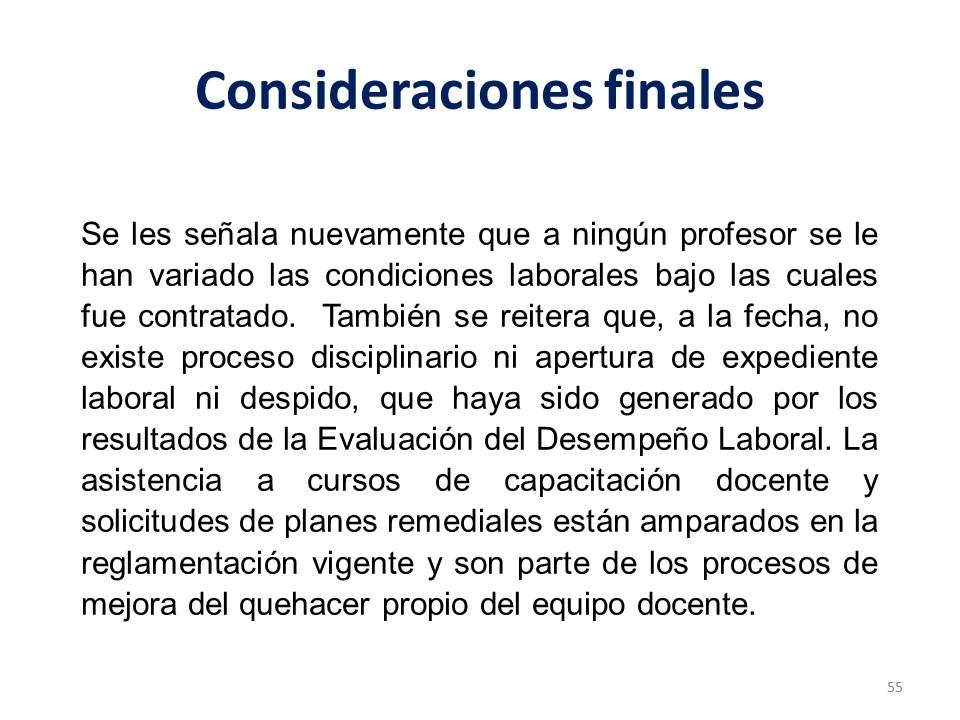 Consideraciones finales
Se les señala nuevamente que a ningún profesor se le
han variado las condiciones laborales bajo las cuales
fue contratado.  También se reitera que, a la fecha, no
existe proceso disciplinario ni apertura de expediente
laboral ni despido, que haya sido generado por los
resultados de la Evaluación del Desempeño Laboral. La
asistencia a cursos de capacitación docente y
solicitudes de planes remediales están amparados en la
reglamentación vigente y son parte de los procesos de
mejora del quehacer propio del equipo docente.
55